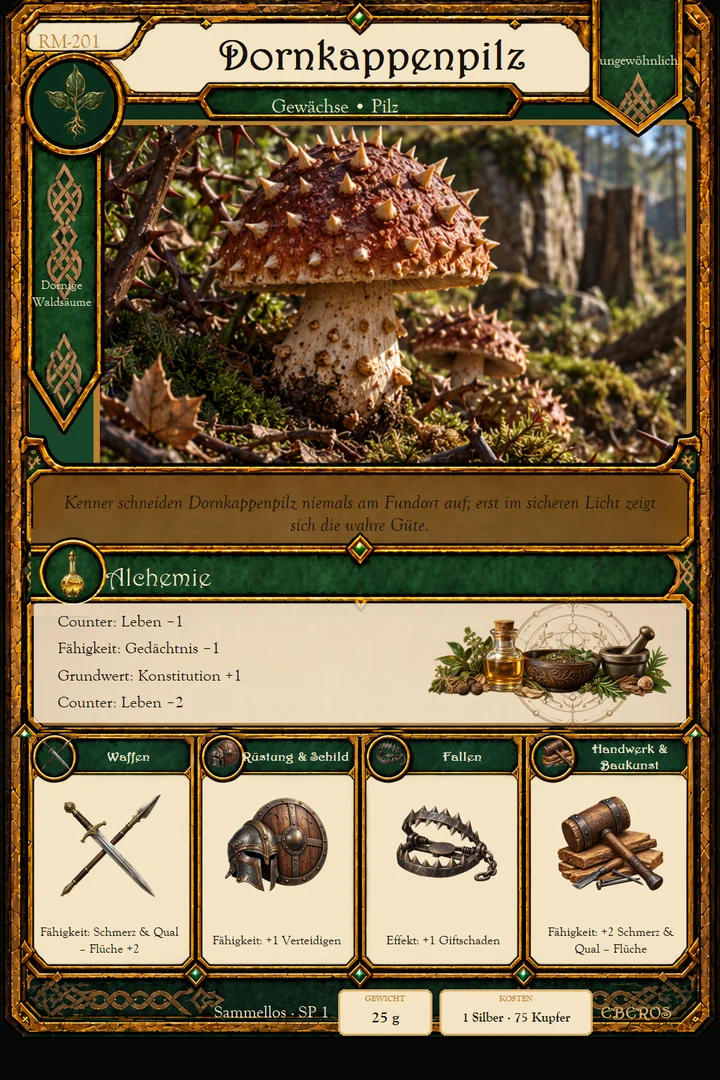 RM-201
Dornkappenpilz
ungewöhnlich
Gewächse • Pilz
Dornige
Waldsäume
Kenner schneiden Dornkappenpilz niemals am Fundort auf; erst im sicheren Licht zeigt
sich die wahre Güte.
Alchemie
Counter: Leben −1
Fähigkeit: Gedächtnis −1
Grundwert: Konstitution +1
Counter: Leben −2
Waffen
Rüstung & Schild
Fallen
Handwerk &
Baukunst
Fähigkeit: Schmerz & Qual
– Flüche +2
Fähigkeit: +1 Verteidigen
Effekt: +1 Giftschaden
Fähigkeit: +2 Schmerz &
Qual – Flüche
Sammellos · SP 1
GEWICHT
25 g
KOSTEN
1 Silber · 75 Kupfer
EBEROS